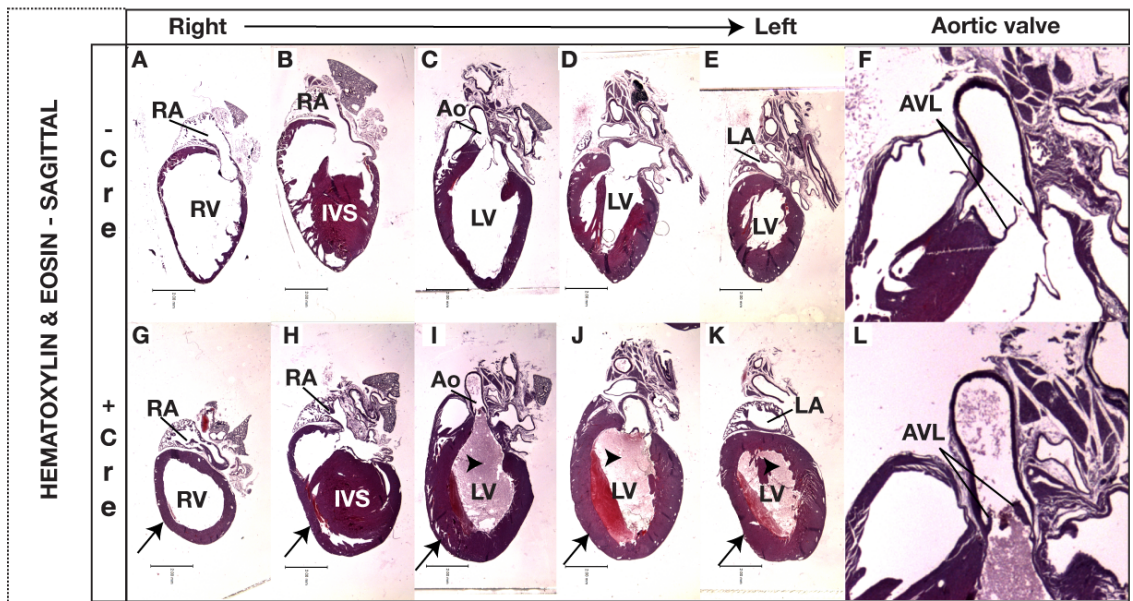 Right Left Aortic valve
HEMATOXYLIN & EOSIN - SAGITTAL
- Cre
A B C D E F
RA RA Ao LA AVL
RV IVS LV LV LV
+ Cre
G H I J K L
RA RA Ao LA AVL
RV IVS LV LV LV